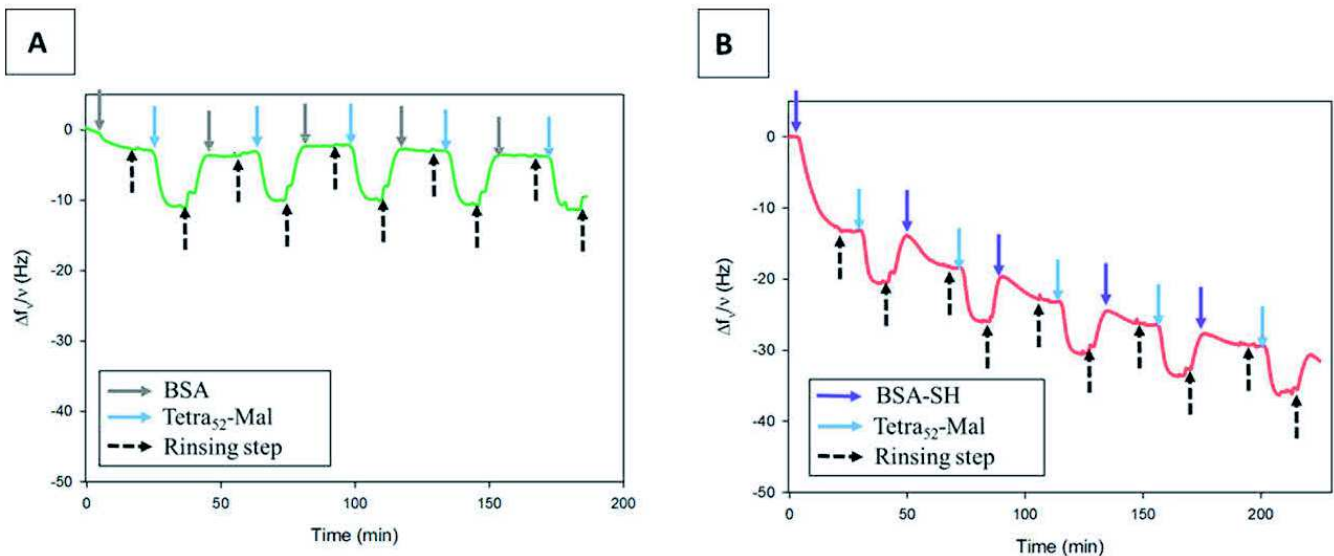 A
0
-10
-20
-30
-40
-50
Δfᵥ/ν (Hz)
BSA
Tetra₅₂-Mal
Rinsing step
0 50 100 150 200
Time (min)
B
0
-10
-20
-30
-40
-50
Δfᵥ/ν (Hz)
BSA-SH
Tetra₅₂-Mal
Rinsing step
0 50 100 150 200
Time (min)